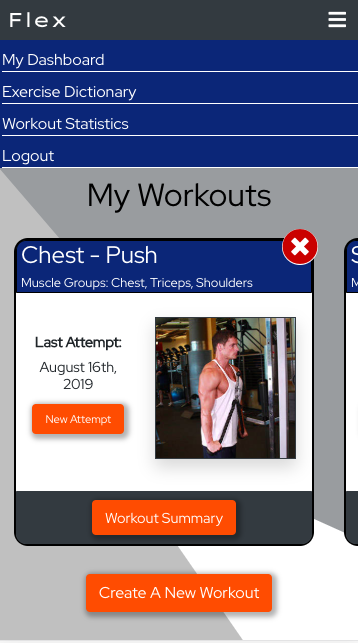 Flex
My Dashboard
Exercise Dictionary
Workout Statistics
Logout
My Workouts
Chest - Push
S
Muscle Groups: Chest, Triceps, Shoulders
M
Last Attempt:
August 16th,
2019
New Attempt
Workout Summary
Create A New Workout